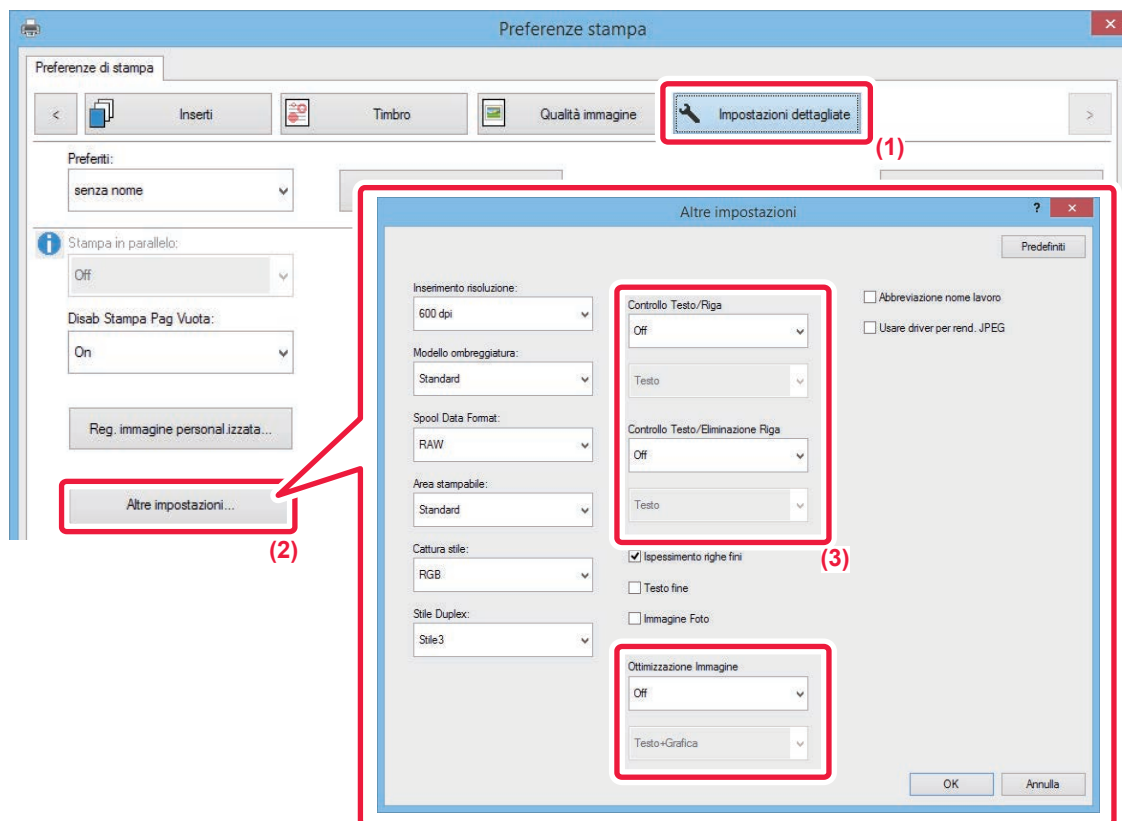 Preferenze stampa
Preferenze di stampa
<
Inserti
Timbro
Qualità immagine
Impostazioni dettagliate
>
(1)
Preferiti:
senza nome
Stampa in parallelo:
Off
Disab Stampa Pag Vuota:
On
Reg. immagine personal.izzata...
Altre impostazioni...
(2)
Altre impostazioni
?
Predefiniti
Inserimento risoluzione:
600 dpi
Modello ombreggiatura:
Standard
Spool Data Format:
RAW
Area stampabile:
Standard
Cattura stile:
RGB
Stile Duplex:
Stile3
Controllo Testo/Riga
Off
Testo
Controllo Testo/Eliminazione Riga
Off
Testo
(3)
Ispessimento righe fini
Testo fine
Immagine Foto
Ottimizzazione Immagine
Off
Testo+Grafica
Abbreviazione nome lavoro
Usare driver per rend. JPEG
OK
Annulla